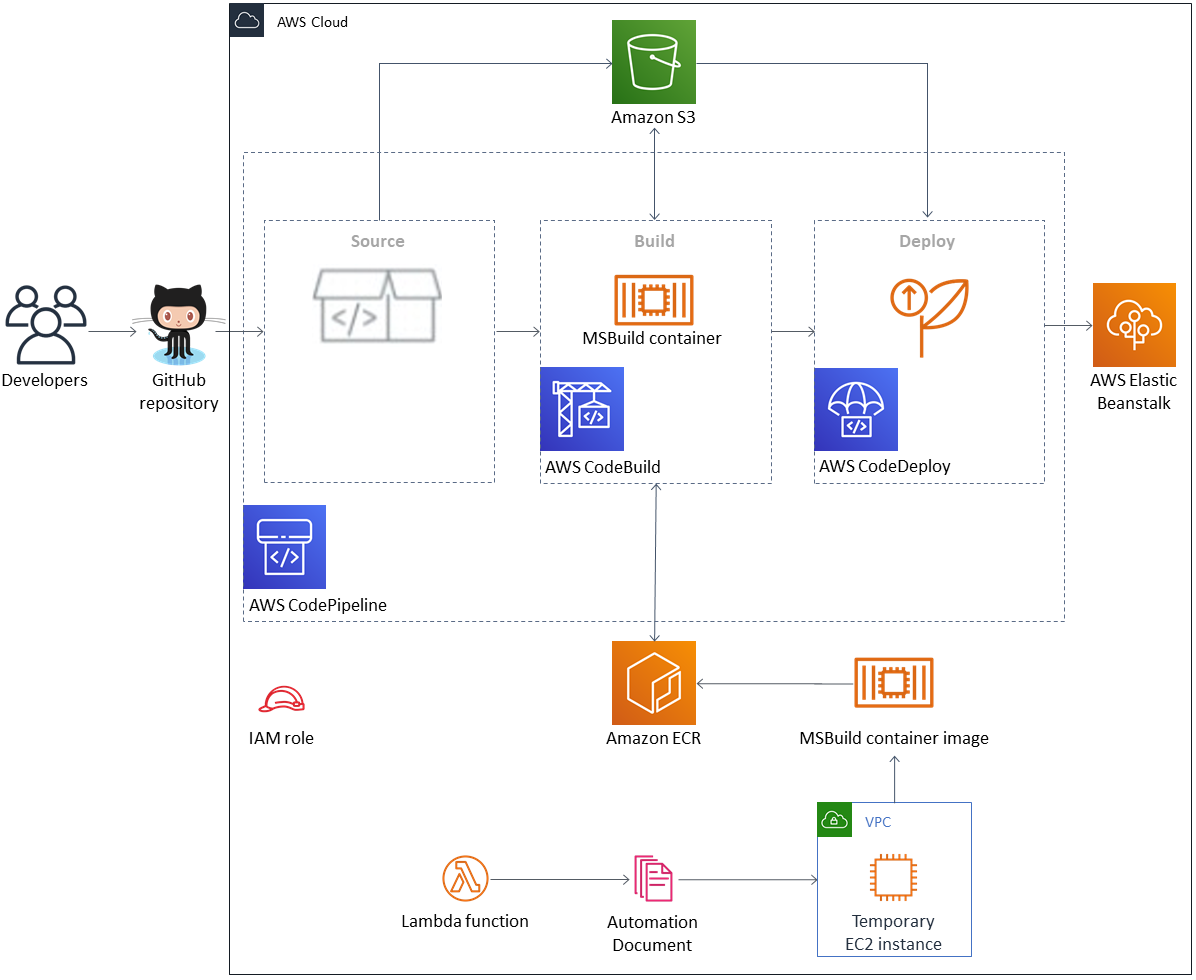 AWS Cloud
Amazon S3
Source
Build
Deploy
</>
MSBuild container
</>
</>
Developers
GitHub
repository
AWS Elastic
Beanstalk
AWS CodeBuild
AWS CodeDeploy
</>
AWS CodePipeline
IAM role
Amazon ECR
MSBuild container image
VPC
Lambda function
Automation
Document
Temporary
EC2 instance